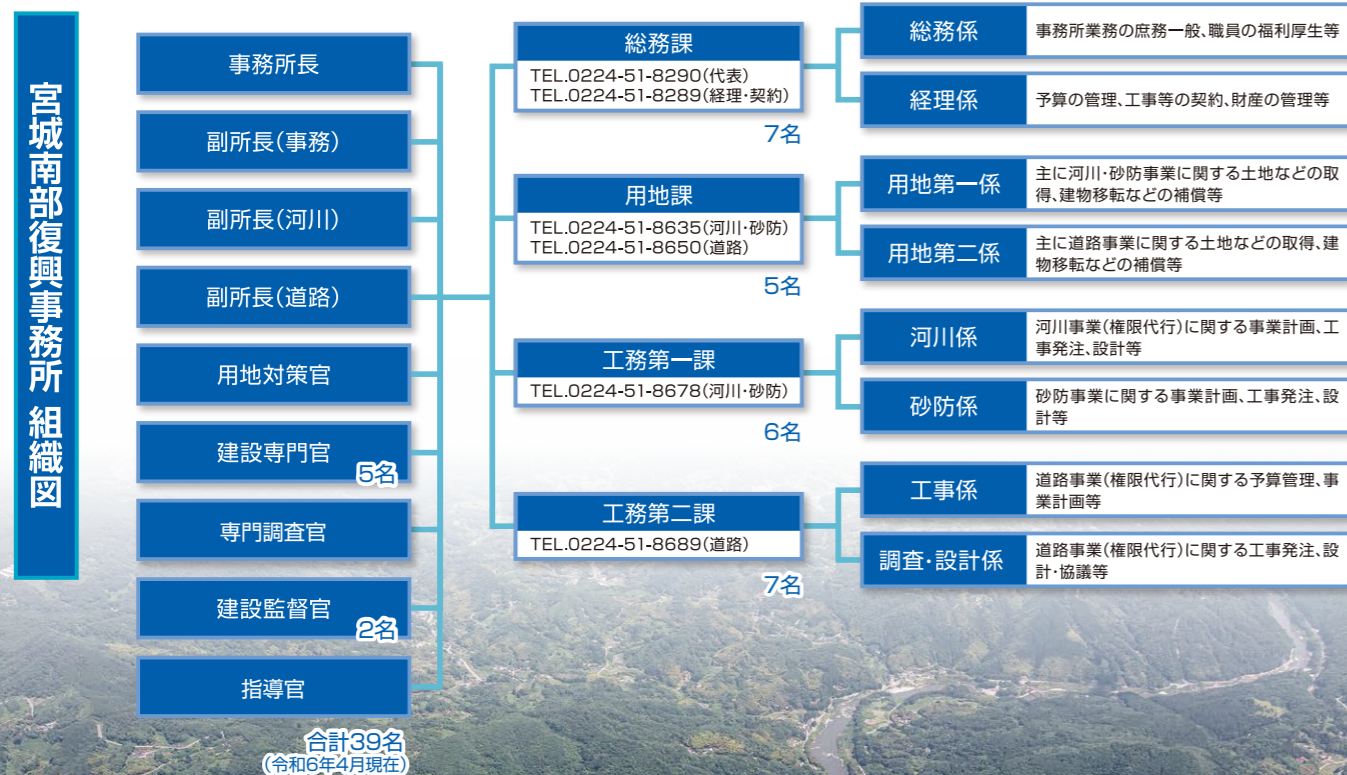 宮城南部復興事務所 組織図
事務所長
副所長(事務)
副所長(河川)
副所長(道路)
用地対策官
建設専門官
5名
専門調査官
建設監督官
2名
指導官
合計39名
(令和6年4月現在)
総務課
TEL.0224-51-8290(代表)
TEL.0224-51-8289(経理・契約)
7名
総務係
事務所業務の庶務一般、職員の福利厚生等
経理係
予算の管理、工事等の契約、財産の管理等
用地課
TEL.0224-51-8635(河川・砂防)
TEL.0224-51-8650(道路)
5名
用地第一係
主に河川・砂防事業に関する土地などの取
得、建物移転などの補償等
用地第二係
主に道路事業に関する土地などの取得、建
物移転などの補償等
工務第一課
TEL.0224-51-8678(河川・砂防)
6名
河川係
河川事業(権限代行)に関する事業計画、工
事発注、設計等
砂防係
砂防事業に関する事業計画、工事発注、設
計等
工務第二課
TEL.0224-51-8689(道路)
7名
工事係
道路事業(権限代行)に関する予算管理、事
業計画等
調査・設計係
道路事業(権限代行)に関する工事発注、設
計・協議等